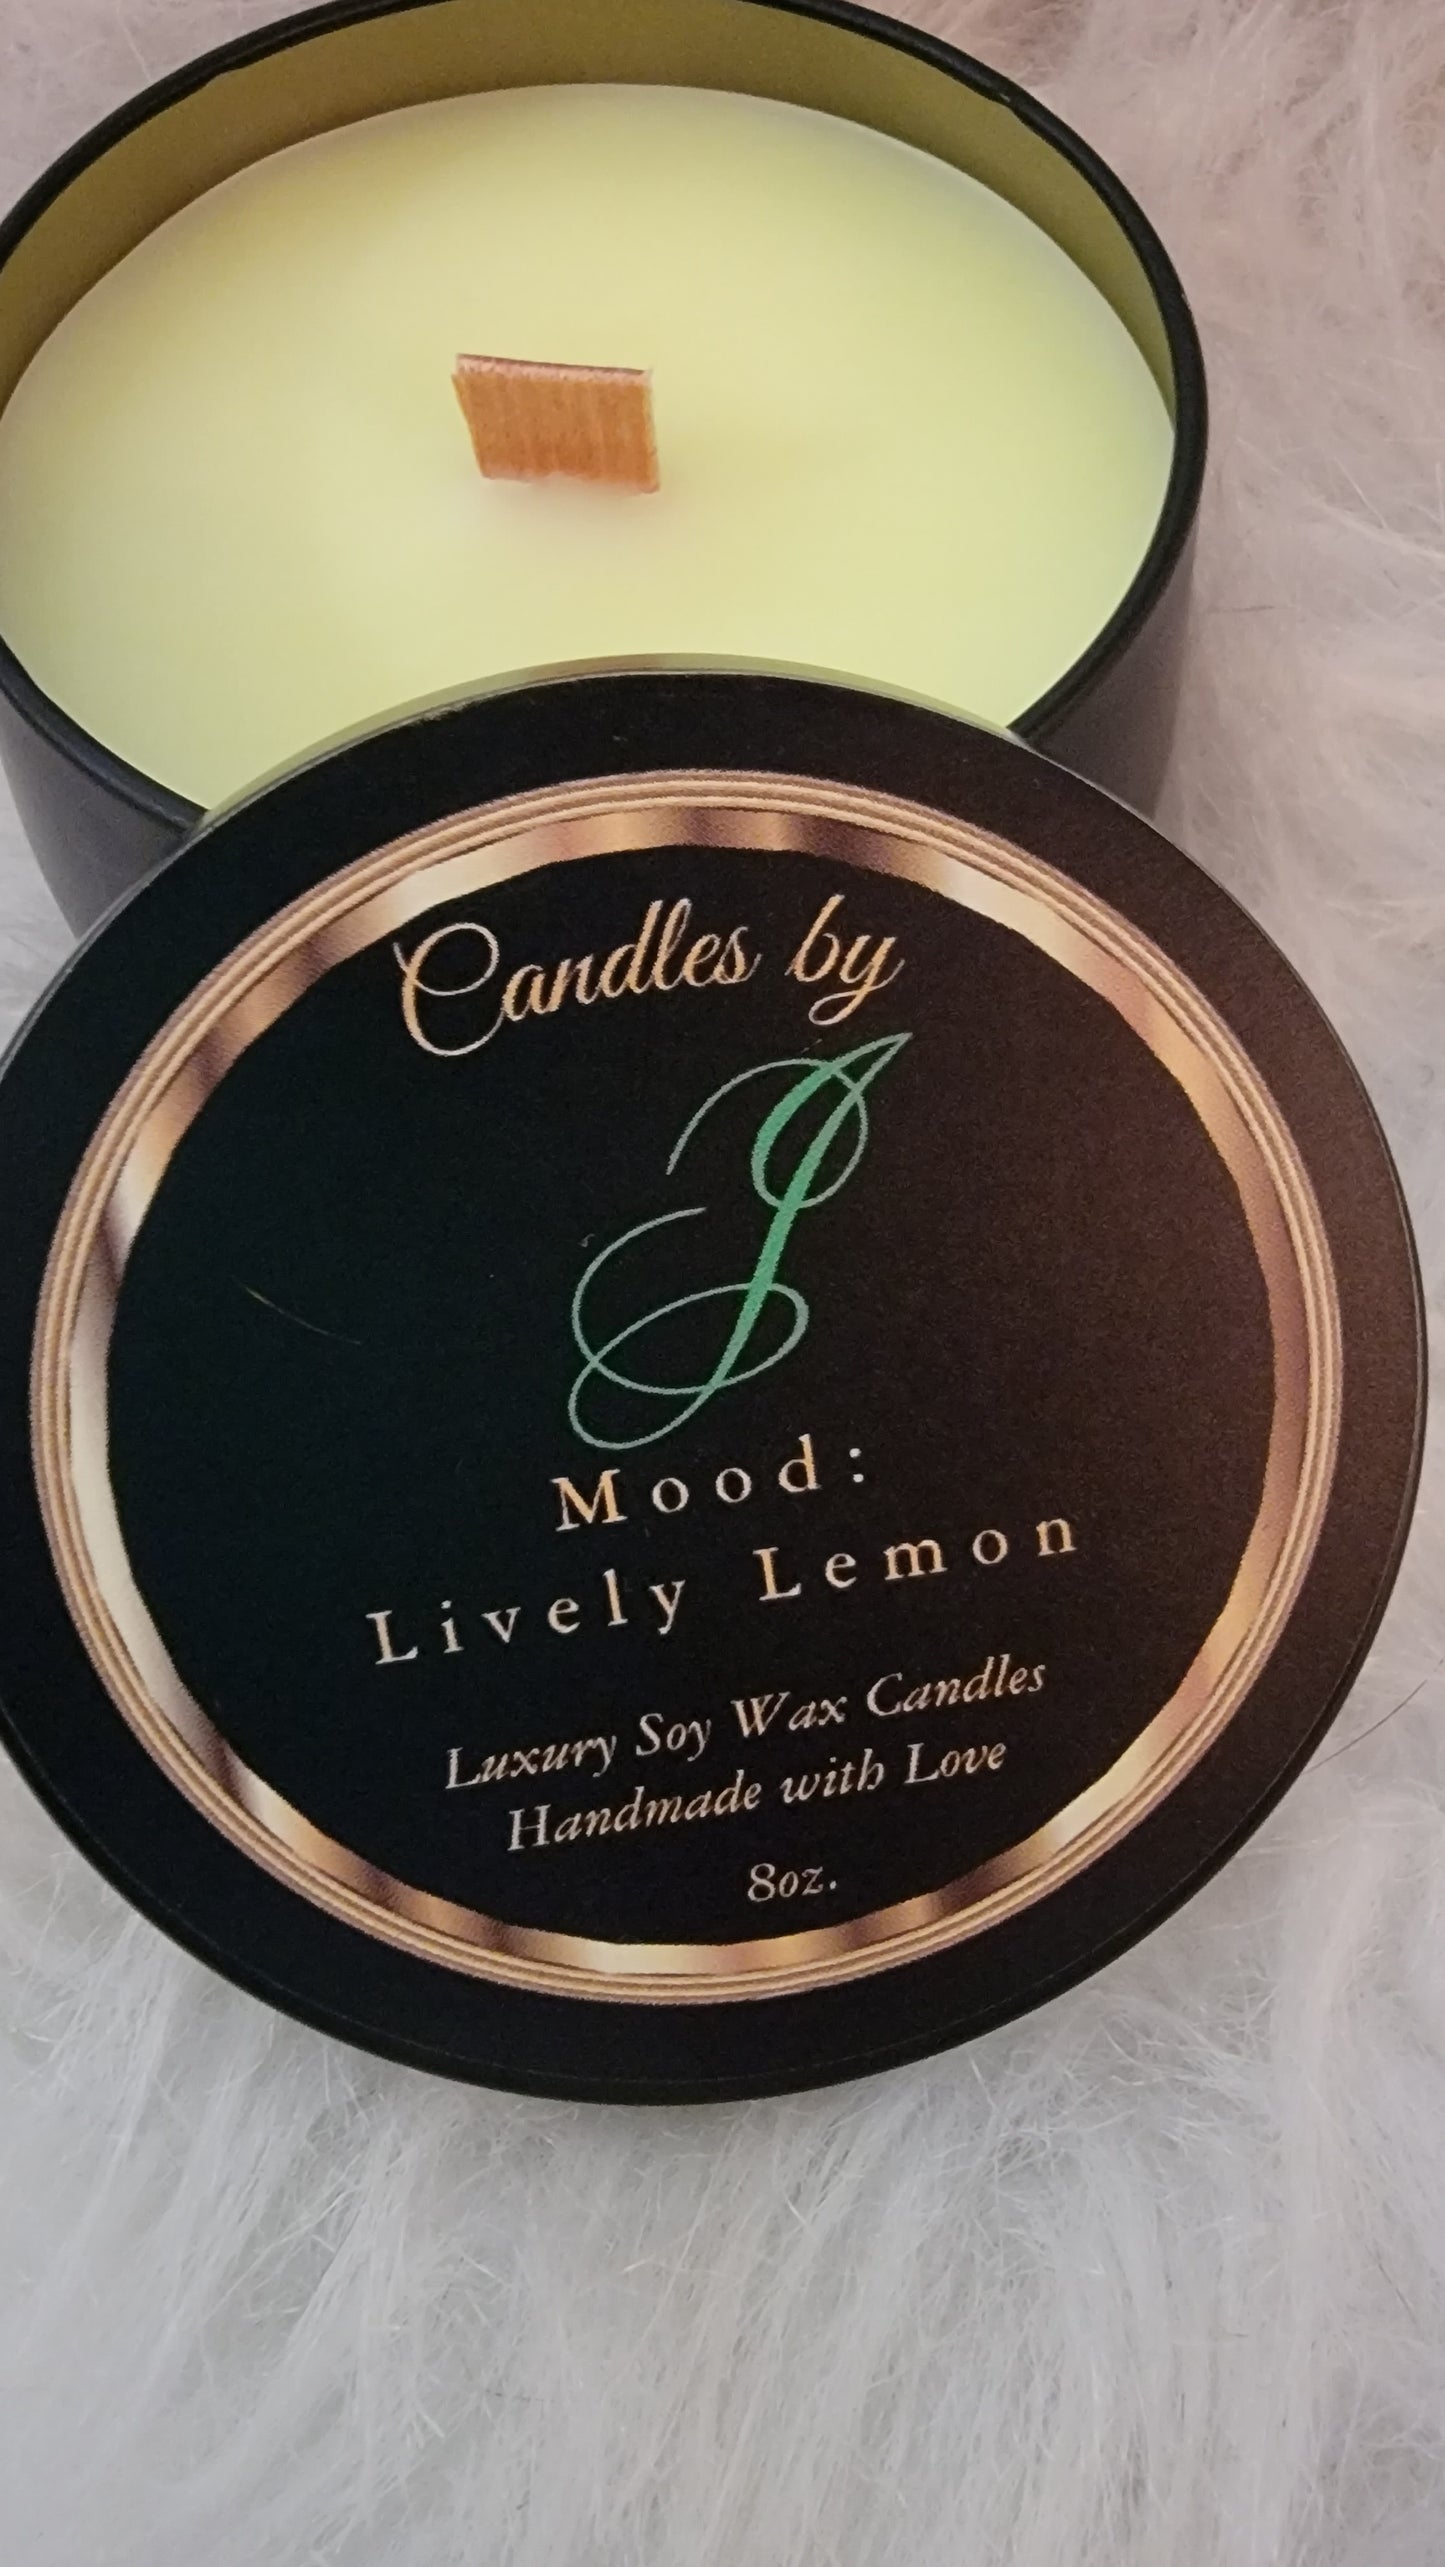 Candles by
J
Mood:
Lively Lemon
Luxury Soy Wax Candles
Handmade with Love
8oz.